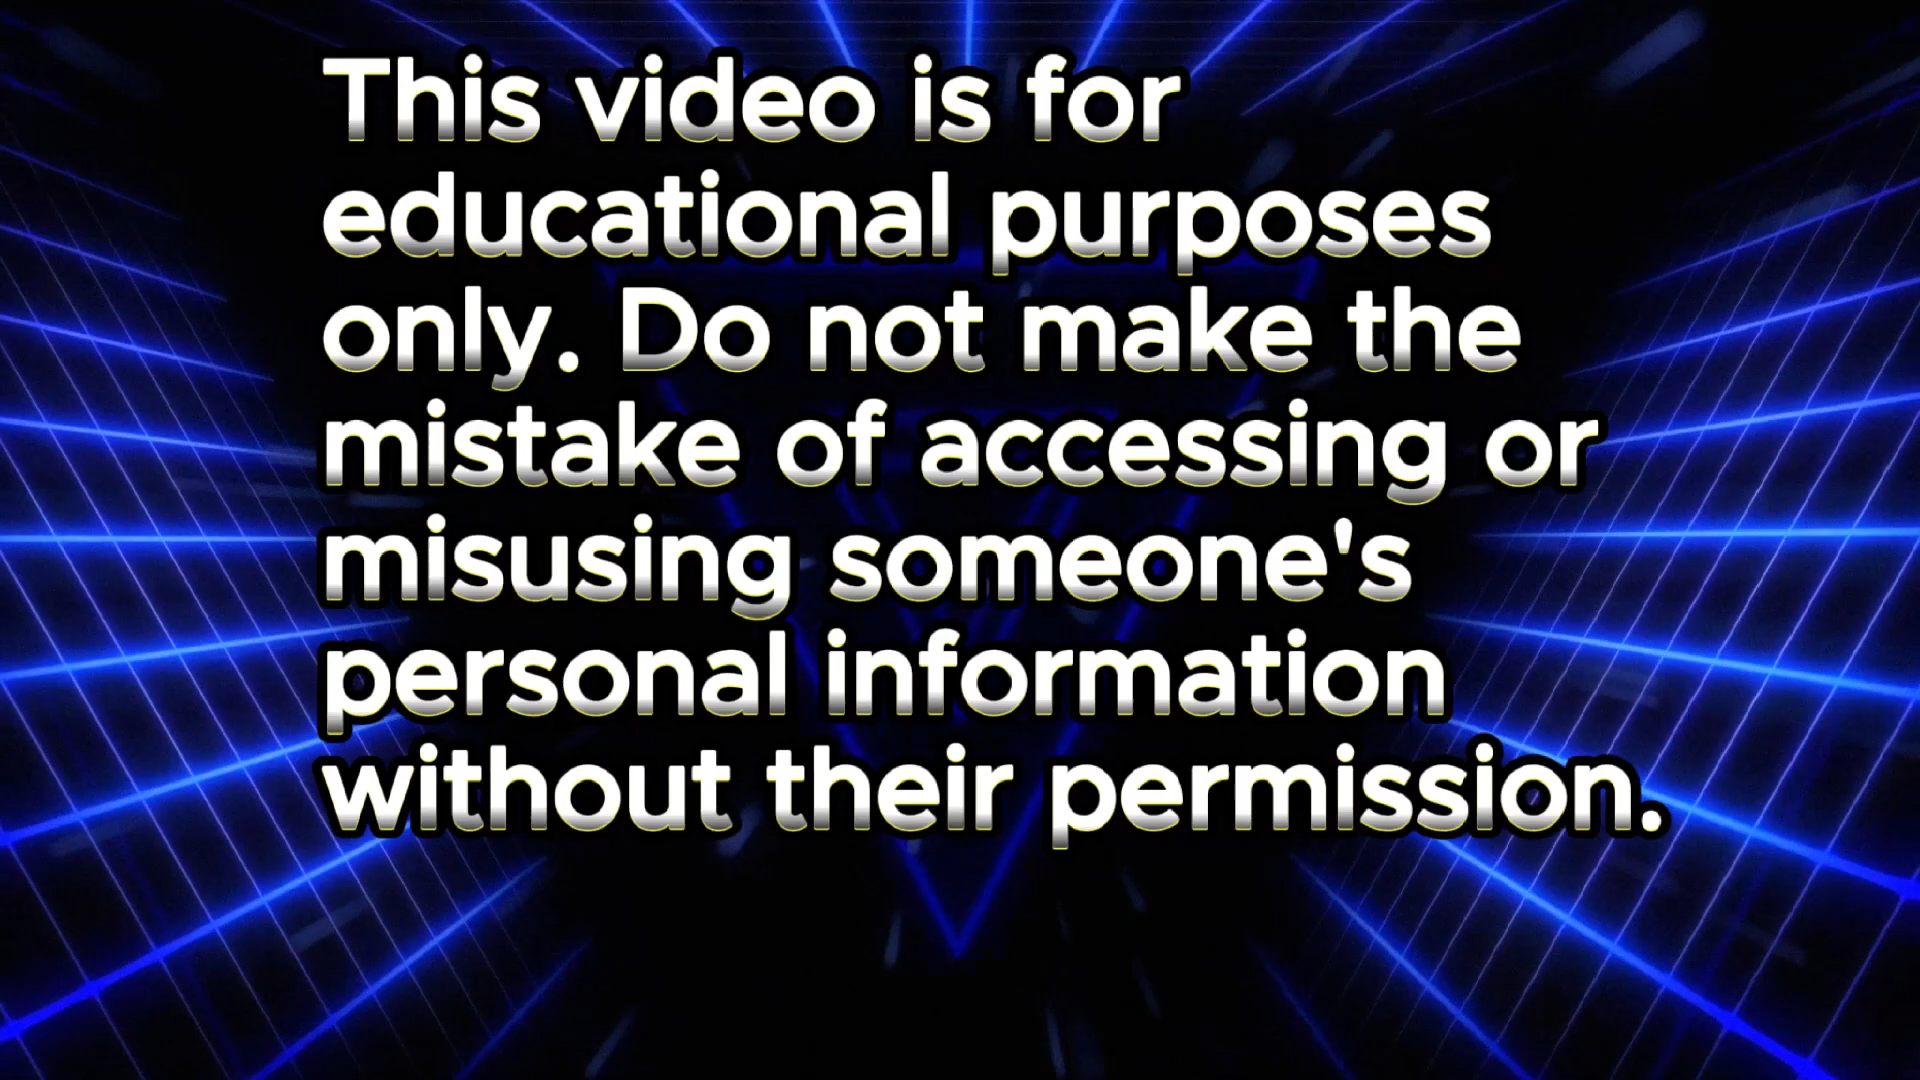 This video is for
educational purposes
only. Do not make the
mistake of accessing or
misusing someone's
personal information
without their permission.